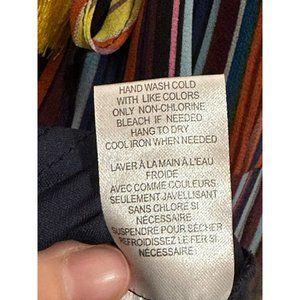 HAND WASH COLD
WITH LIKE COLORS
ONLY NON-CHLORINE
BLEACH IF NEEDED
HANG TO DRY
COOL IRON WHEN NEEDED
LAVER À LA MAIN À L'EAU
FROIDE
AVEC COMME COULEURS
SEULEMENT JAVELLISANT
SANS CHLORE SI
NÉCESSAIRE
SUSPENDRE POUR SÉCHER
REFROIDISSEZ LE FER SI
NÉCESSAIRE